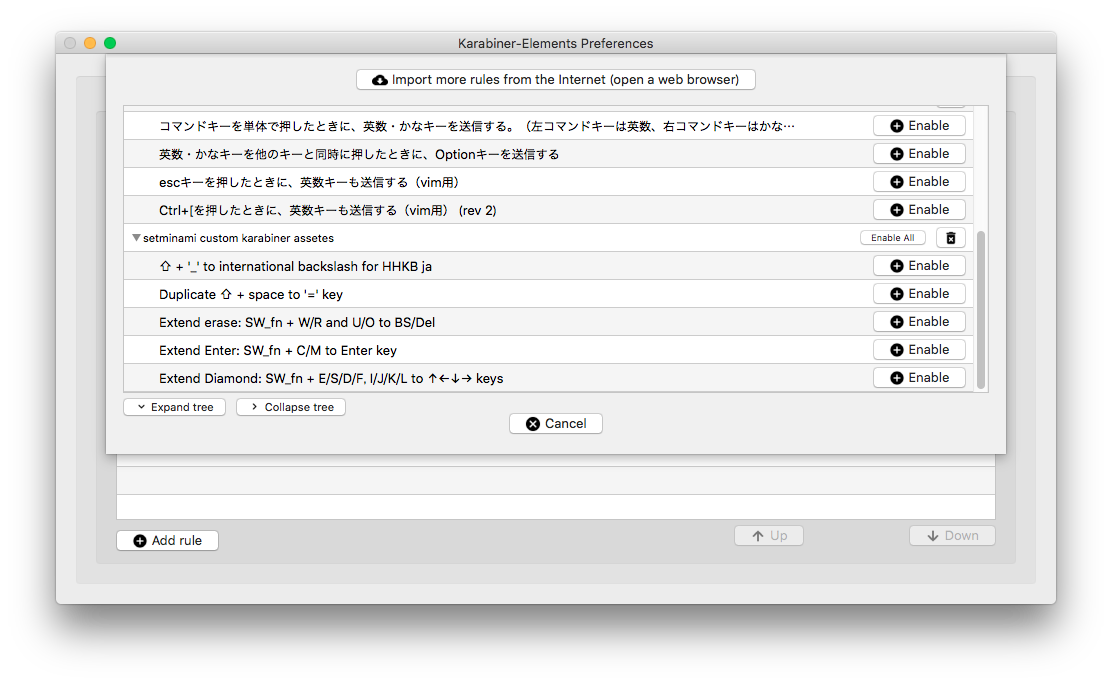 Karabiner-Elements Preferences
Import more rules from the Internet (open a web browser)
コマンドキーを単体で押したときに、英数・かなキーを送信する。（左コマンドキーは英数、右コマンドキーはかな… Enable
英数・かなキーを他のキーと同時に押したときに、Optionキーを送信する Enable
escキーを押したときに、英数キーも送信する（vim用） Enable
Ctrl+[を押したときに、英数キーも送信する（vim用） (rev 2) Enable
setminami custom karabiner assetes Enable All
⇧ + '_' to international backslash for HHKB ja Enable
Duplicate ⇧ + space to '=' key Enable
Extend erase: SW_fn + W/R and U/O to BS/Del Enable
Extend Enter: SW_fn + C/M to Enter key Enable
Extend Diamond: SW_fn + E/S/D/F, I/J/K/L to ↑←↓→ keys Enable
Expand tree Collapse tree
Cancel
Add rule Up Down